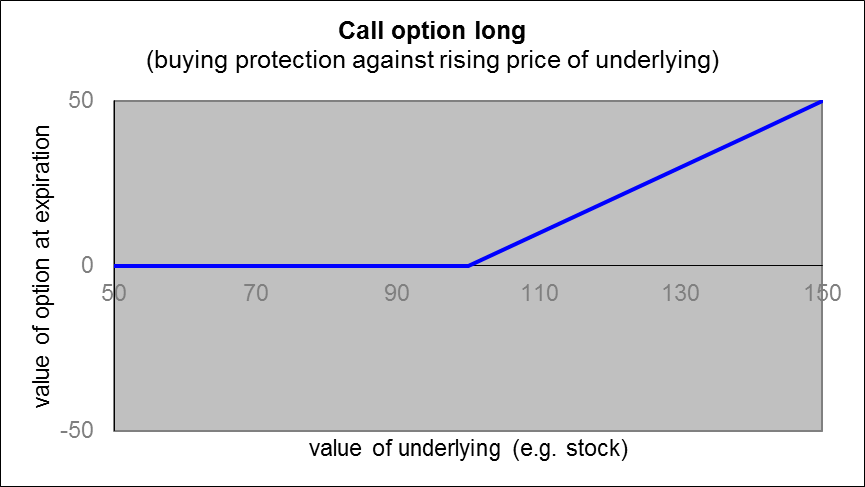 Call option long
(buying protection against rising price of underlying)
50
value of option at expiration
0
50 70 90 110 130 150
-50
value of underlying (e.g. stock)